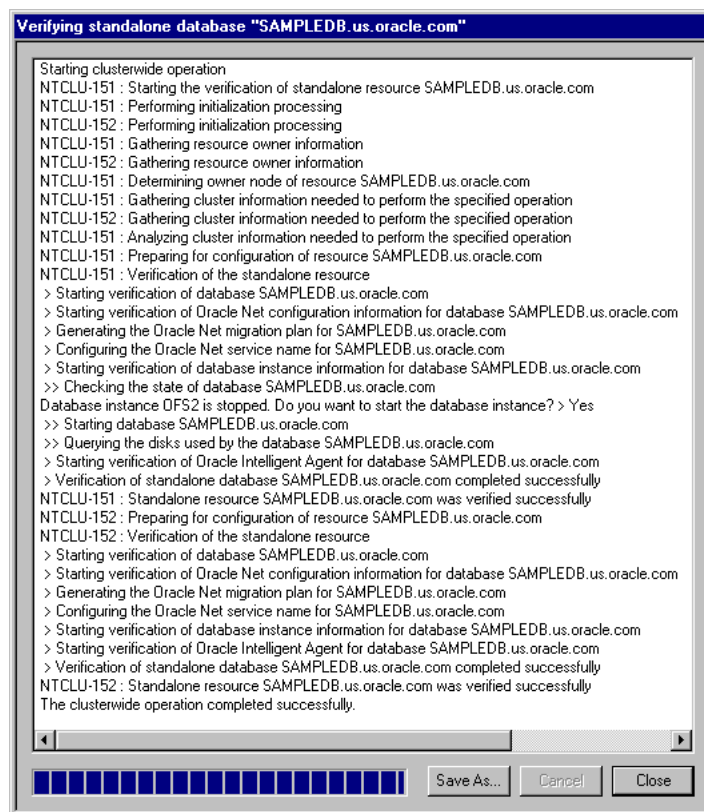 Verifying standalone database "SAMPLEDB.us.oracle.com"
Starting clusterwide operation
NTCLU-151 : Starting the verification of standalone resource SAMPLEDB.us.oracle.com
NTCLU-151 : Performing initialization processing
NTCLU-152 : Performing initialization processing
NTCLU-151 : Gathering resource owner information
NTCLU-152 : Gathering resource owner information
NTCLU-151 : Determining owner node of resource SAMPLEDB.us.oracle.com
NTCLU-151 : Gathering cluster information needed to perform the specified operation
NTCLU-152 : Gathering cluster information needed to perform the specified operation
NTCLU-151 : Analyzing cluster information needed to perform the specified operation
NTCLU-151 : Preparing for configuration of resource SAMPLEDB.us.oracle.com
NTCLU-151 : Verification of the standalone resource
> Starting verification of database SAMPLEDB.us.oracle.com
> Starting verification of Oracle Net configuration information for database SAMPLEDB.us.oracle.com
> Generating the Oracle Net migration plan for SAMPLEDB.us.oracle.com
> Configuring the Oracle Net service name for SAMPLEDB.us.oracle.com
> Starting verification of database instance information for database SAMPLEDB.us.oracle.com
>> Checking the state of database SAMPLEDB.us.oracle.com
Database instance OFS2 is stopped. Do you want to start the database instance? > Yes
>> Starting database SAMPLEDB.us.oracle.com
>> Querying the disks used by the database SAMPLEDB.us.oracle.com
> Starting verification of Oracle Intelligent Agent for database SAMPLEDB.us.oracle.com
> Verification of standalone database SAMPLEDB.us.oracle.com completed successfully
NTCLU-151 : Standalone resource SAMPLEDB.us.oracle.com was verified successfully
NTCLU-152 : Preparing for configuration of resource SAMPLEDB.us.oracle.com
NTCLU-152 : Verification of the standalone resource
> Starting verification of database SAMPLEDB.us.oracle.com
> Starting verification of Oracle Net configuration information for database SAMPLEDB.us.oracle.com
> Generating the Oracle Net migration plan for SAMPLEDB.us.oracle.com
> Configuring the Oracle Net service name for SAMPLEDB.us.oracle.com
> Starting verification of database instance information for database SAMPLEDB.us.oracle.com
> Starting verification of Oracle Intelligent Agent for database SAMPLEDB.us.oracle.com
> Verification of standalone database SAMPLEDB.us.oracle.com completed successfully
NTCLU-152 : Standalone resource SAMPLEDB.us.oracle.com was verified successfully
The clusterwide operation completed successfully.
Save As... Cancel Close